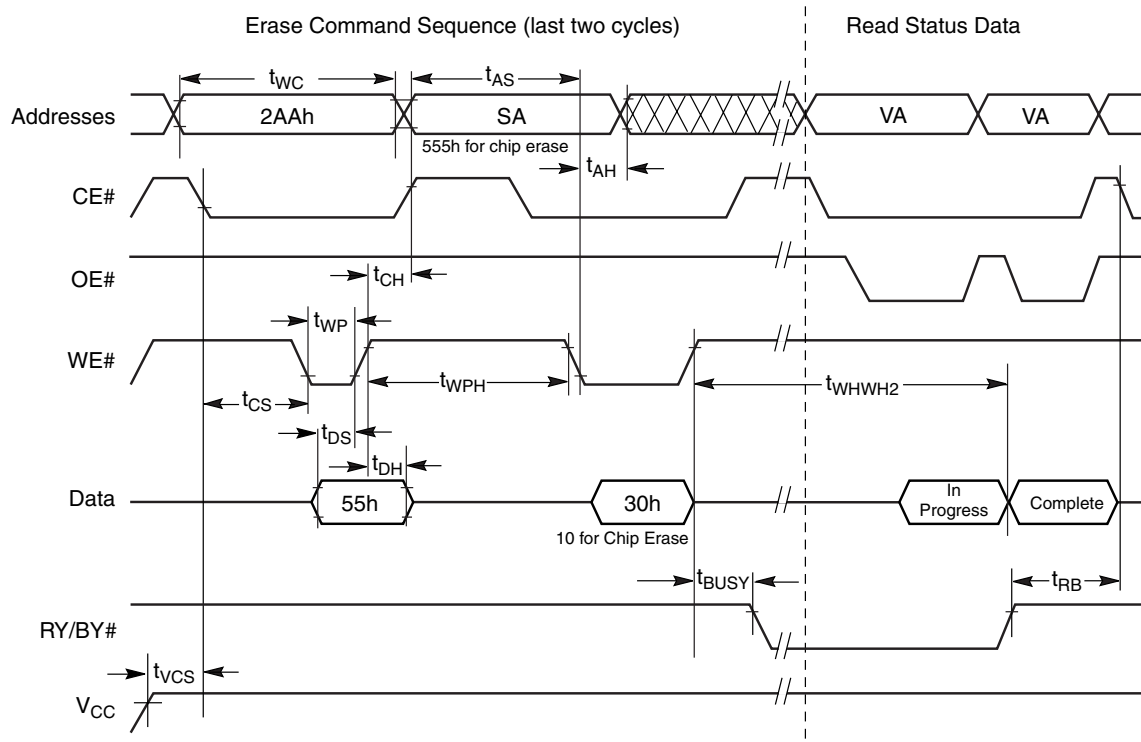 Erase Command Sequence (last two cycles)
Read Status Data
tWC
tAS
Addresses
2AAh
SA
VA
VA
555h for chip erase
tAH
CE#
OE#
tCH
tWP
WE#
tWPH
tWHWH2
tCS
tDS
tDH
Data
55h
30h
In
Progress
Complete
10 for Chip Erase
tBUSY
tRB
RY/BY#
tVCS
VCC